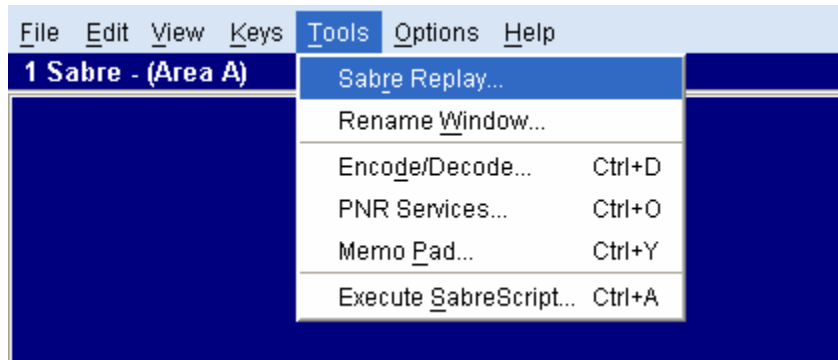 File Edit View Keys Tools Options Help
1 Sabre - (Area A)
Sabre Replay...
Rename Window...
Encode/Decode... Ctrl+D
PNR Services... Ctrl+O
Memo Pad... Ctrl+Y
Execute SabreScript... Ctrl+A